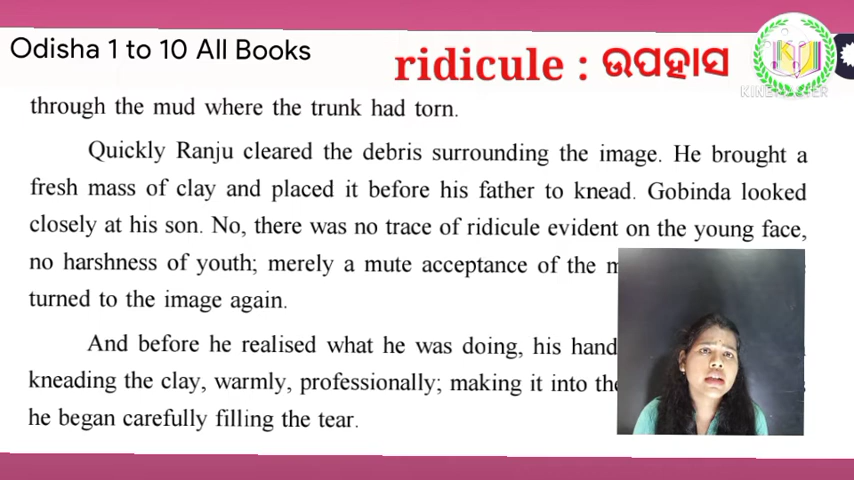 Odisha 1 to 10 All Books
ridicule : ଉପହାସ
KINEMASTER
through the mud where the trunk had torn.
Quickly Ranju cleared the debris surrounding the image. He brought a
fresh mass of clay and placed it before his father to knead. Gobinda looked
closely at his son. No, there was no trace of ridicule evident on the young face,
no harshness of youth; merely a mute acceptance of the
turned to the image again.
And before he realised what he was doing, his hand
kneading the clay, warmly, professionally; making it into the
he began carefully filling the tear.